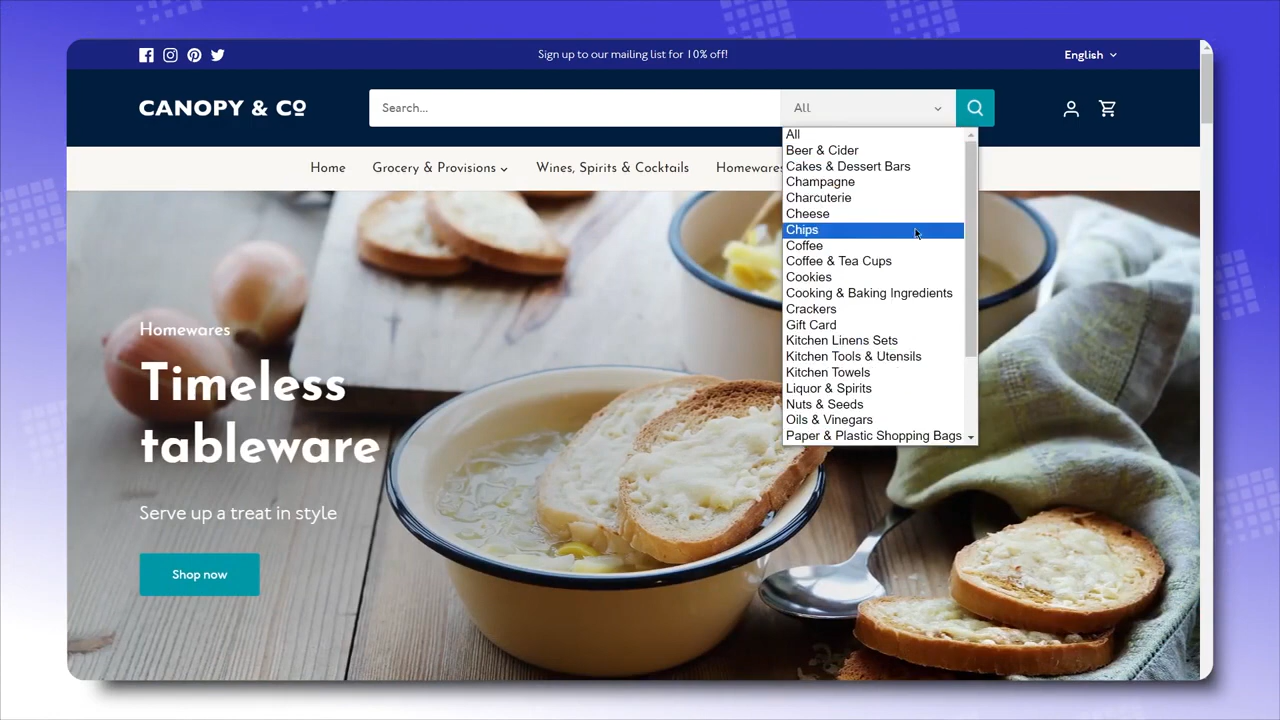 Sign up to our mailing list for 10% off!
English
CANOPY & CO
Search...
All
Home
Grocery & Provisions
Wines, Spirits & Cocktails
Homewares
All
Beer & Cider
Cakes & Dessert Bars
Champagne
Charcuterie
Cheese
Chips
Coffee
Coffee & Tea Cups
Cookies
Cooking & Baking Ingredients
Crackers
Gift Card
Kitchen Linens Sets
Kitchen Tools & Utensils
Kitchen Towels
Liquor & Spirits
Nuts & Seeds
Oils & Vinegars
Paper & Plastic Shopping Bags
Homewares
Timeless
tableware
Serve up a treat in style
Shop now